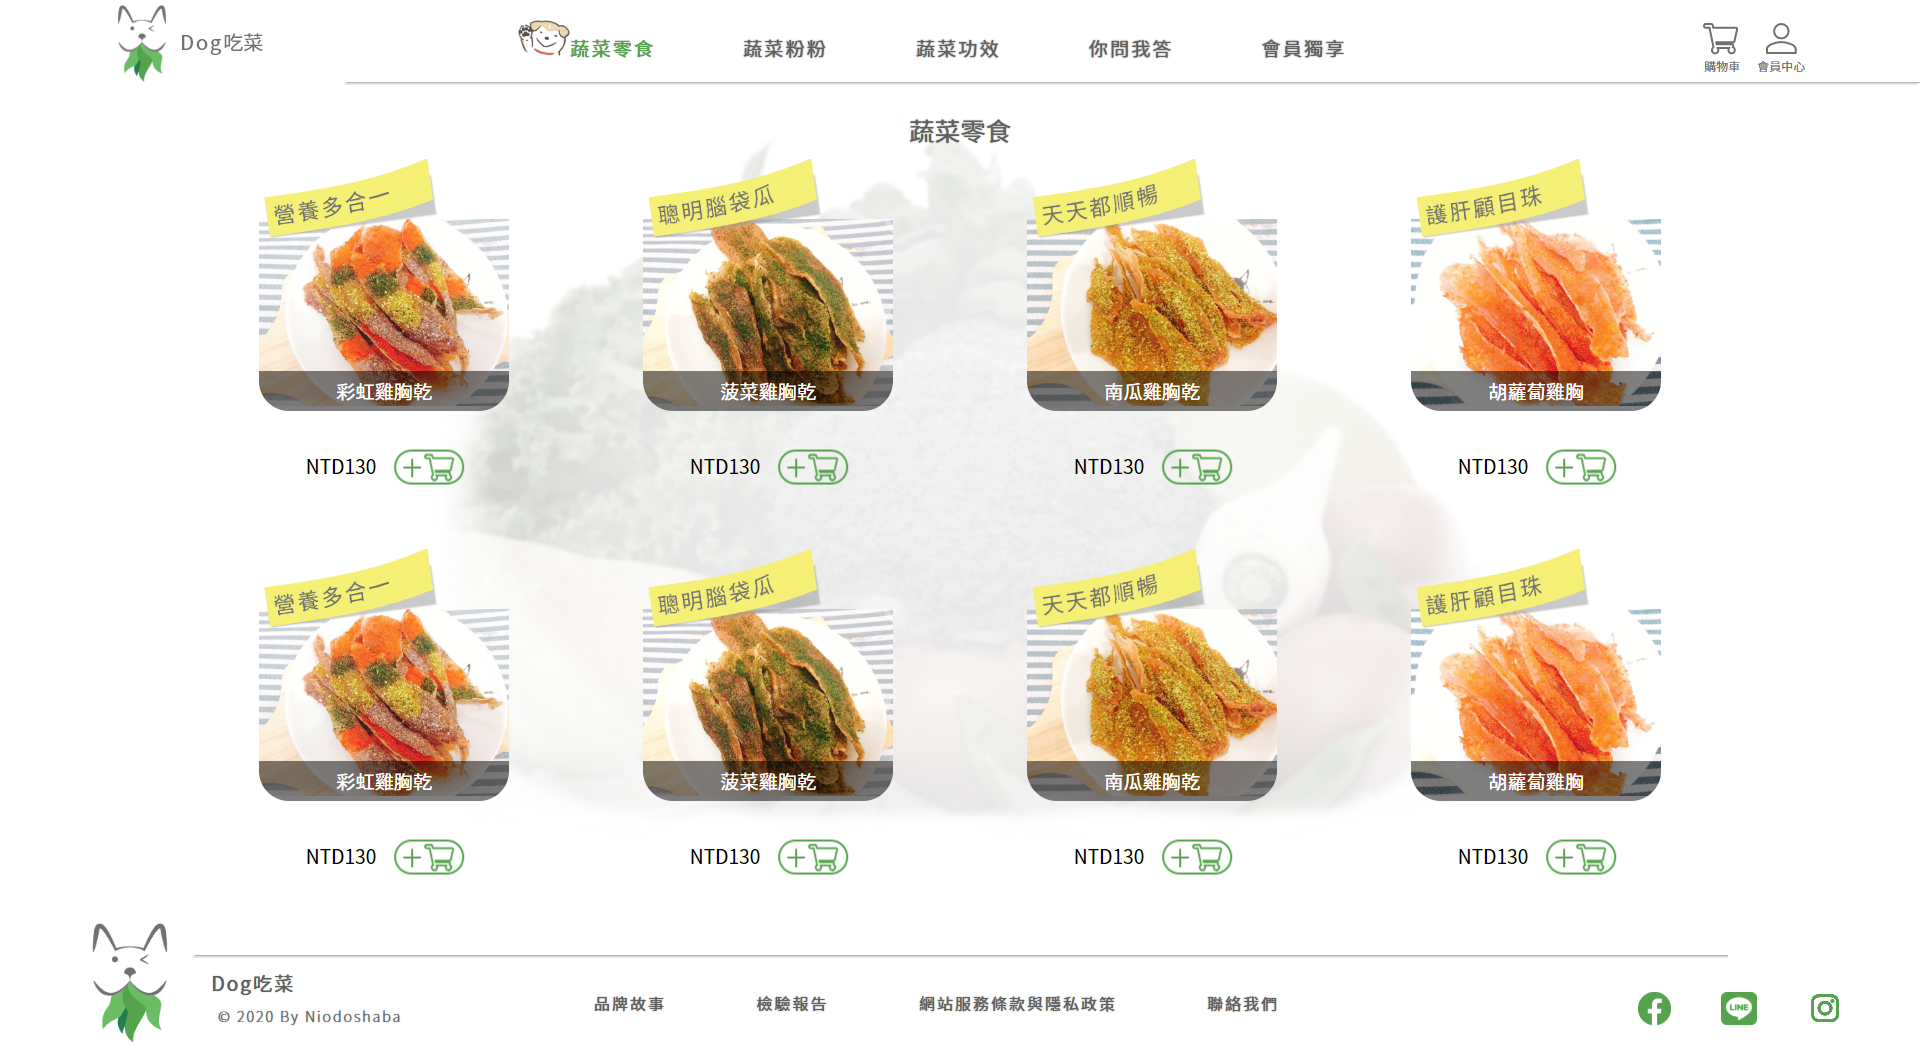 Dog吃菜
蔬菜零食
蔬菜粉粉
蔬菜功效
你問我答
會員獨享
購物車
會員中心
蔬菜零食
營養多合一
聰明腦袋瓜
天天都順暢
護肝顧目珠
彩虹雞胸乾
菠菜雞胸乾
南瓜雞胸乾
胡蘿蔔雞胸
NTD130
NTD130
NTD130
NTD130
營養多合一
聰明腦袋瓜
天天都順暢
護肝顧目珠
彩虹雞胸乾
菠菜雞胸乾
南瓜雞胸乾
胡蘿蔔雞胸
NTD130
NTD130
NTD130
NTD130
Dog吃菜
© 2020 By Niodoshaba
品牌故事
檢驗報告
網站服務條款與隱私政策
聯絡我們
LINE